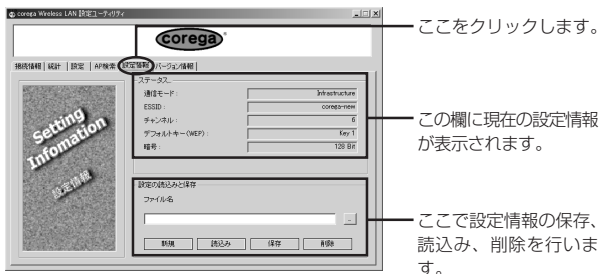 corega Wireless LAN 設定ユーティリティ
corega
接続情報 統計 設定 AP検索 設定情報 バージョン情報
ここをクリックします。
Setting
Infomation
設定情報
ステータス
通信モード: Infrastructure
ESSID: corega-new
チャンネル: 6
デフォルトキー(WEP): Key 1
暗号: 128 Bit
この欄に現在の設定情報
が表示されます。
設定の読込みと保存
ファイル名
...
新規 読込み 保存 削除
ここで設定情報の保存、
読込み、削除を行いま
す。